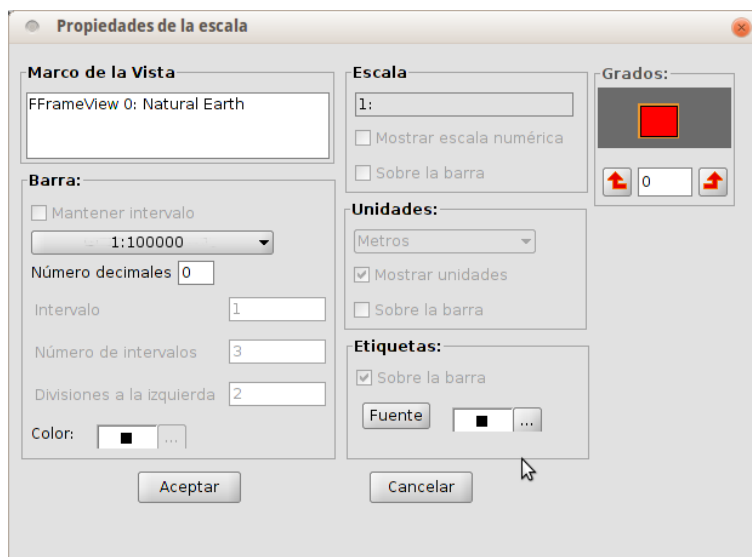 Propiedades de la escala
Marco de la Vista
FFrameView 0: Natural Earth
Barra:
Mantener intervalo
1:100000
Número decimales 0
Intervalo 1
Número de intervalos 3
Divisiones a la izquierda 2
Color: ...
Escala
1:
Mostrar escala numérica
Sobre la barra
Unidades:
Metros
Mostrar unidades
Sobre la barra
Etiquetas:
Sobre la barra
Fuente ...
Grados:
0
Aceptar
Cancelar